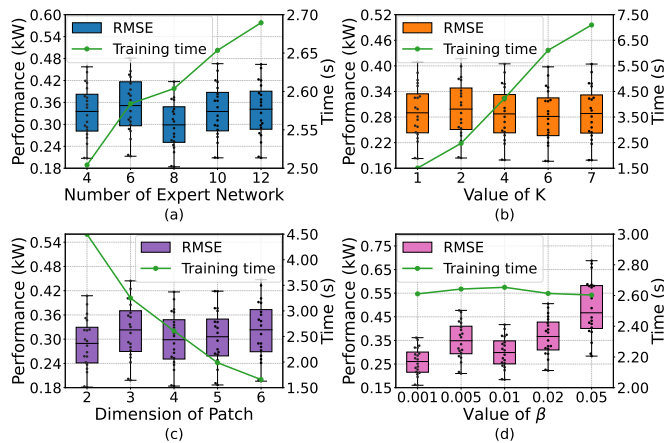 Performance (kW)
0.60
0.54
0.48
0.42
0.36
0.30
0.24
0.18
RMSE
Training time
2.70
2.65
2.60
2.55
2.50
Time (s)
4 6 8 10 12
Number of Expert Network
(a)
Performance (kW)
0.52
0.46
0.40
0.34
0.28
0.22
0.16
RMSE
Training time
7.50
6.50
5.50
4.50
3.50
2.50
1.50
Time (s)
1 2 4 6 7
Value of K
(b)
Performance (kW)
0.54
0.48
0.42
0.36
0.30
0.24
0.18
RMSE
Training time
4.50
4.00
3.50
3.00
2.50
2.00
1.50
Time (s)
2 3 4 5 6
Dimension of Patch
(c)
Performance (kW)
0.75
0.65
0.55
0.45
0.35
0.25
0.15
RMSE
Training time
3.00
2.80
2.60
2.40
2.20
2.00
Time (s)
0.001 0.005 0.01 0.02 0.05
Value of β
(d)